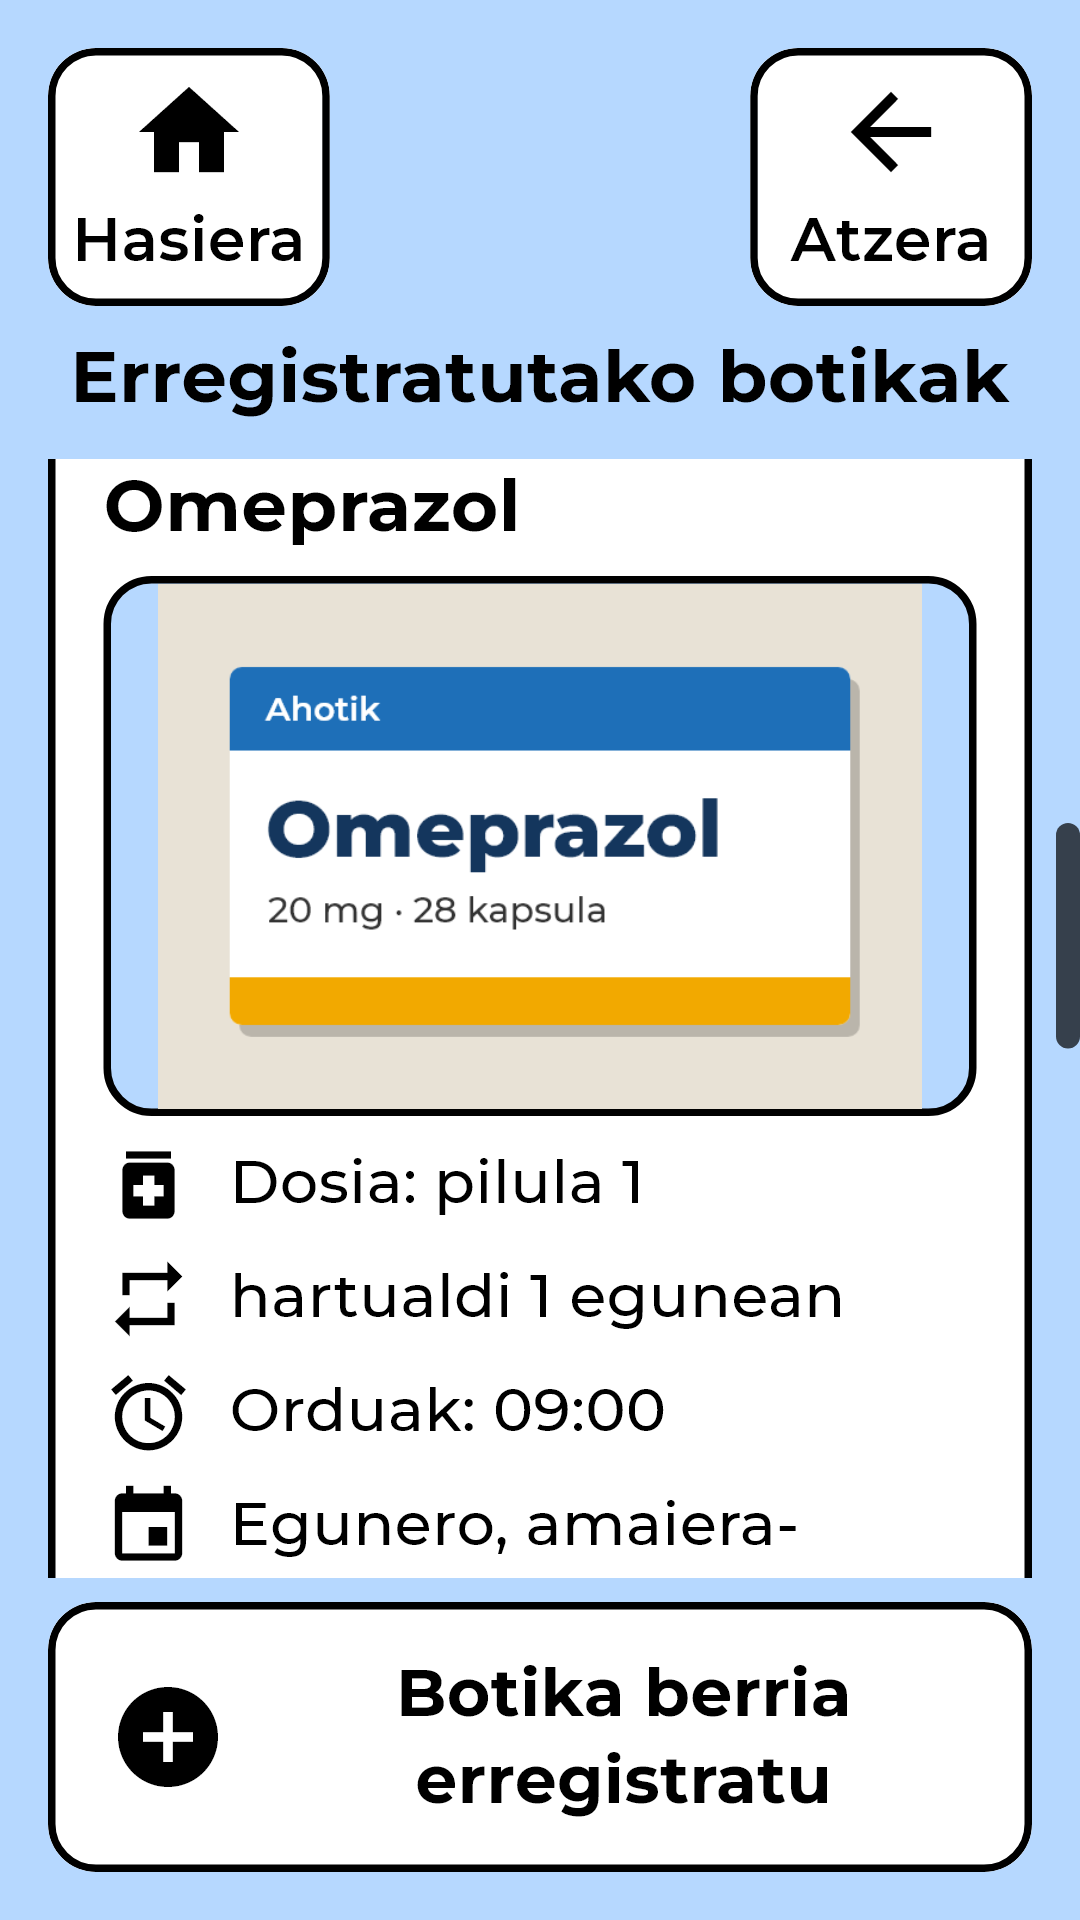 Hasiera
Atzera
Erregistratutako botikak
Omeprazol
Ahotik
Omeprazol
20 mg · 28 kapsula
Dosia: pilula 1
hartualdi 1 egunean
Orduak: 09:00
Egunero, amaiera-
Botika berria
erregistratu